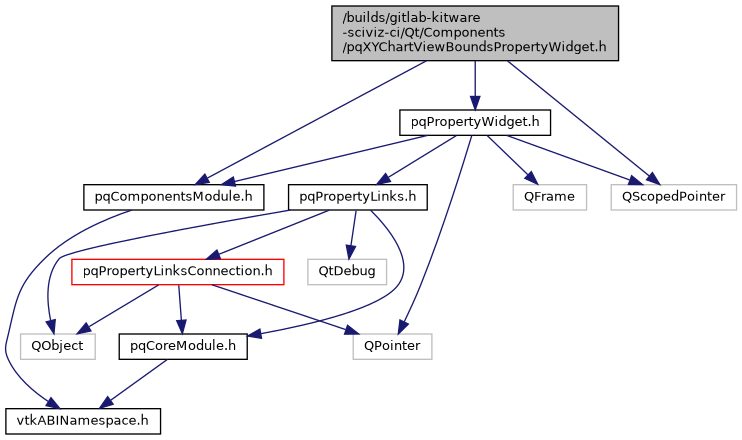 /builds/gitlab-kitware
-sciviz-ci/Qt/Components
/pqXYChartViewBoundsPropertyWidget.h
pqPropertyWidget.h
pqComponentsModule.h
pqPropertyLinks.h
QFrame
QScopedPointer
pqPropertyLinksConnection.h
QtDebug
QObject
pqCoreModule.h
QPointer
vtkABINamespace.h